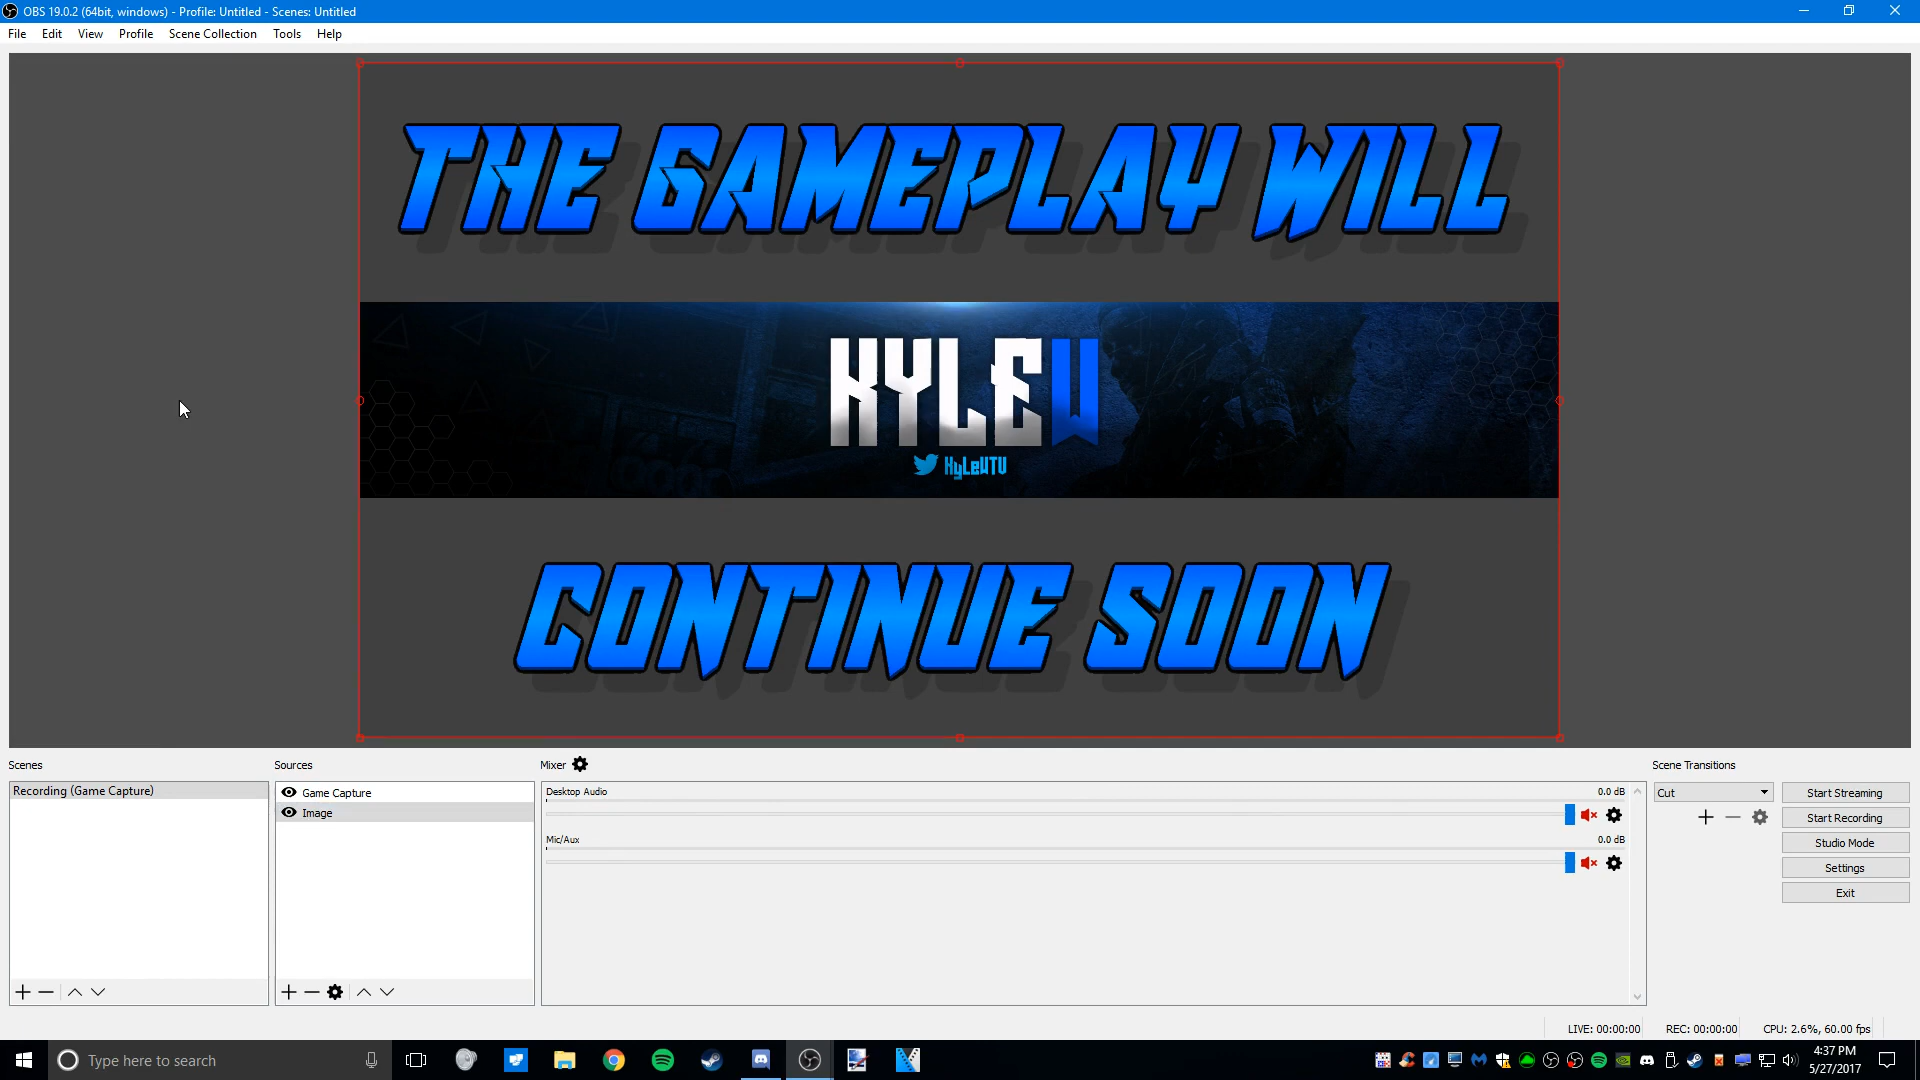 OBS 19.0.2 (64bit, windows) - Profile: Untitled - Scenes: Untitled
File Edit View Profile Scene Collection Tools Help
THE GAMEPLAY WILL
KYLEW
KyLeWTV
CONTINUE SOON
Scenes
Sources
Mixer
Scene Transitions
Recording (Game Capture)
Game Capture
Image
Desktop Audio 0.0 dB
Mic/Aux 0.0 dB
Cut
Start Streaming
Start Recording
Studio Mode
Settings
Exit
LIVE: 00:00:00 REC: 00:00:00 CPU: 2.6%, 60.00 fps
Type here to search
4:37 PM
5/27/2017